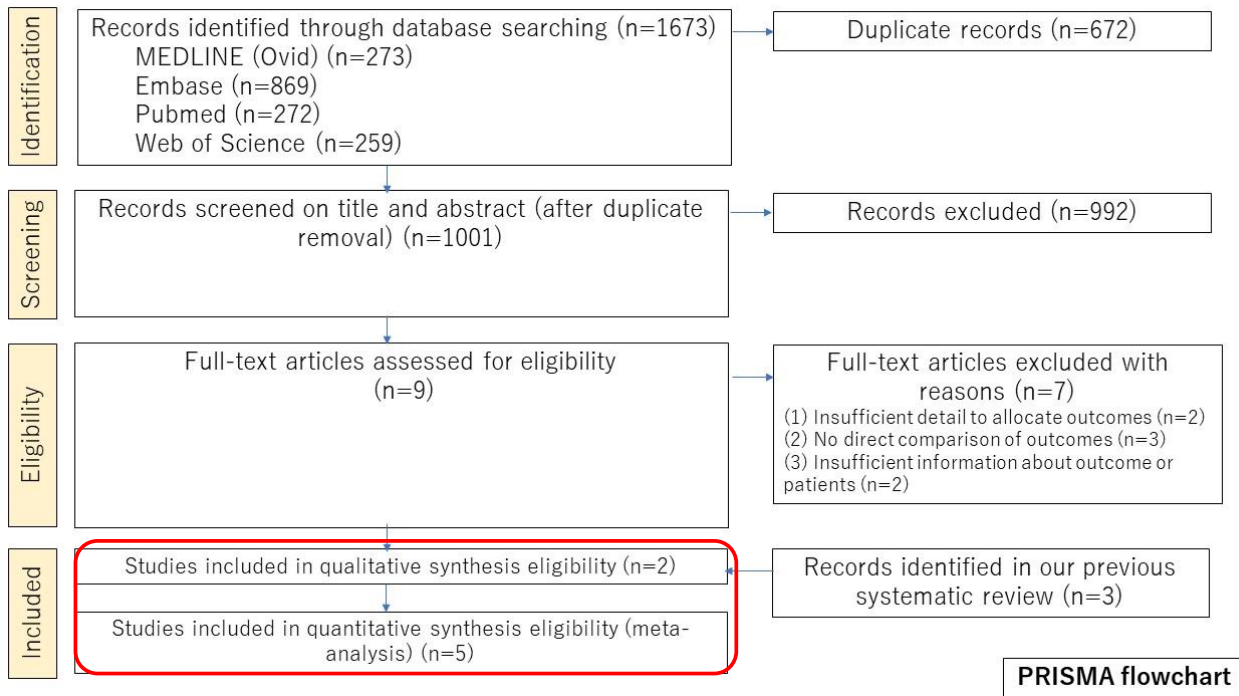 Identification
Records identified through database searching (n=1673)
MEDLINE (Ovid) (n=273)
Embase (n=869)
Pubmed (n=272)
Web of Science (n=259)
Duplicate records (n=672)
Screening
Records screened on title and abstract (after duplicate
removal) (n=1001)
Records excluded (n=992)
Eligibility
Full-text articles assessed for eligibility
(n=9)
Full-text articles excluded with
reasons (n=7)
(1) Insufficient detail to allocate outcomes (n=2)
(2) No direct comparison of outcomes (n=3)
(3) Insufficient information about outcome or
patients (n=2)
Included
Studies included in qualitative synthesis eligibility (n=2)
Studies included in quantitative synthesis eligibility (meta-
analysis) (n=5)
Records identified in our previous
systematic review (n=3)
PRISMA flowchart